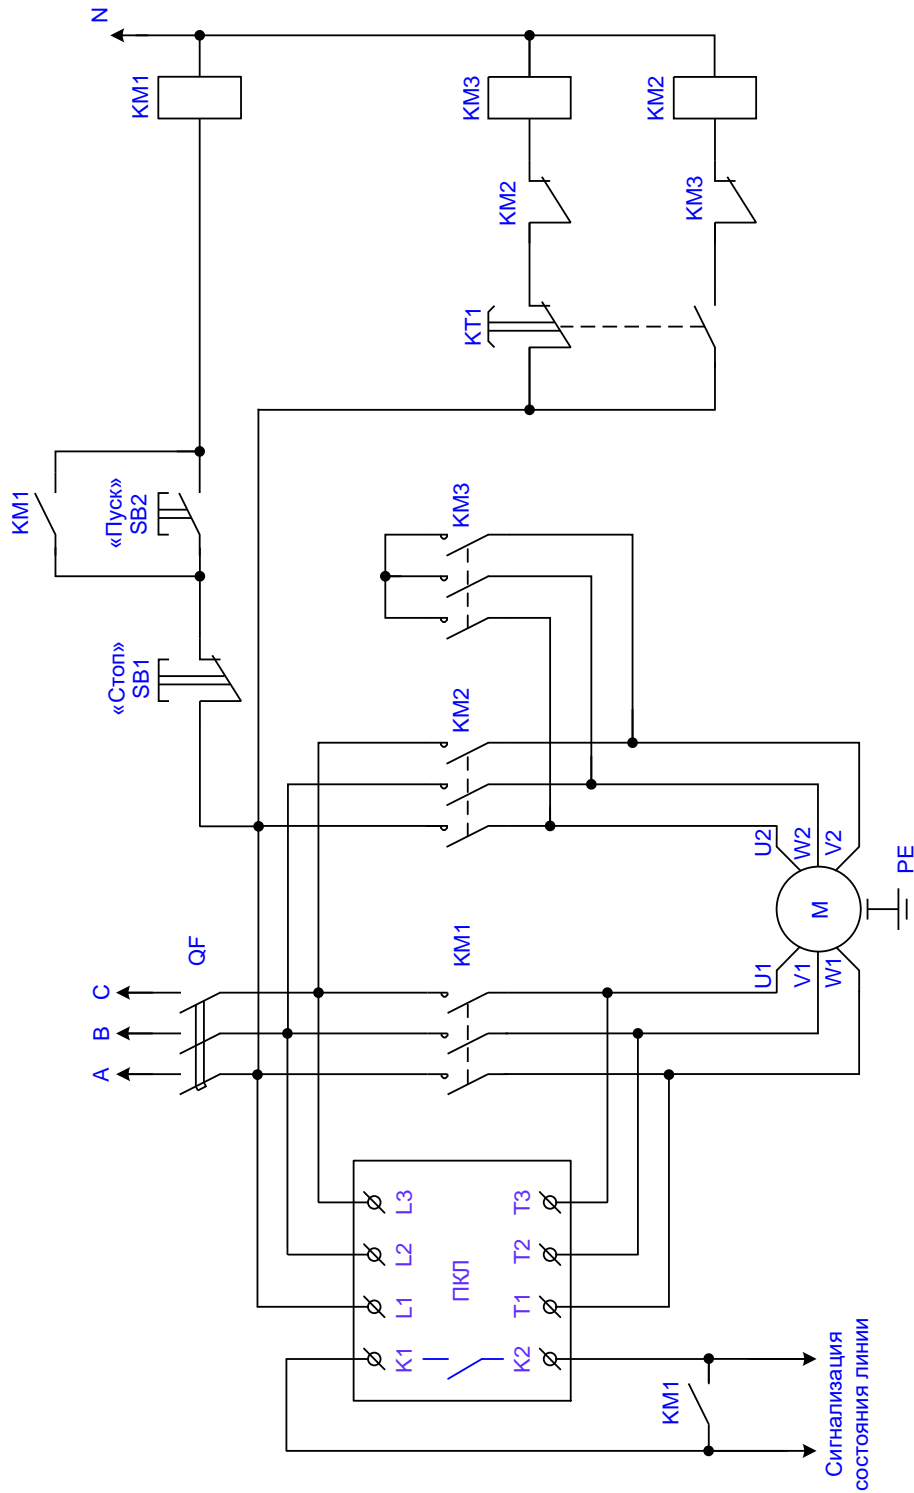 KM1
A
B
C
N
«Стоп»
SB1
«Пуск»
SB2
KM1
QF
K1
L1
L2
L3
ПКЛ
KM1
KM2
KM3
KT1
KM3
KM2
K2
T1
T2
T3
KM2
KM1
KM3
U1
U2
V1
W2
M
W1
V2
PE
Сигнализация
состояния линии